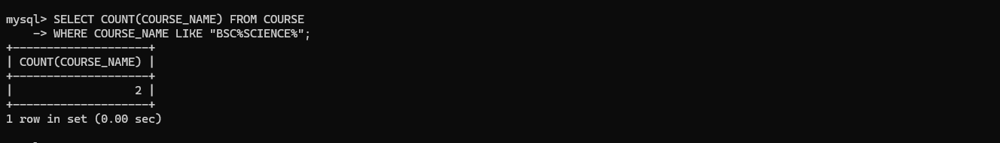 mysql> SELECT COUNT(COURSE_NAME) FROM COURSE
    -> WHERE COURSE_NAME LIKE "BSC%SCIENCE%";
+--------------------+
| COUNT(COURSE_NAME) |
+--------------------+
|                  2 |
+--------------------+
1 row in set (0.00 sec)